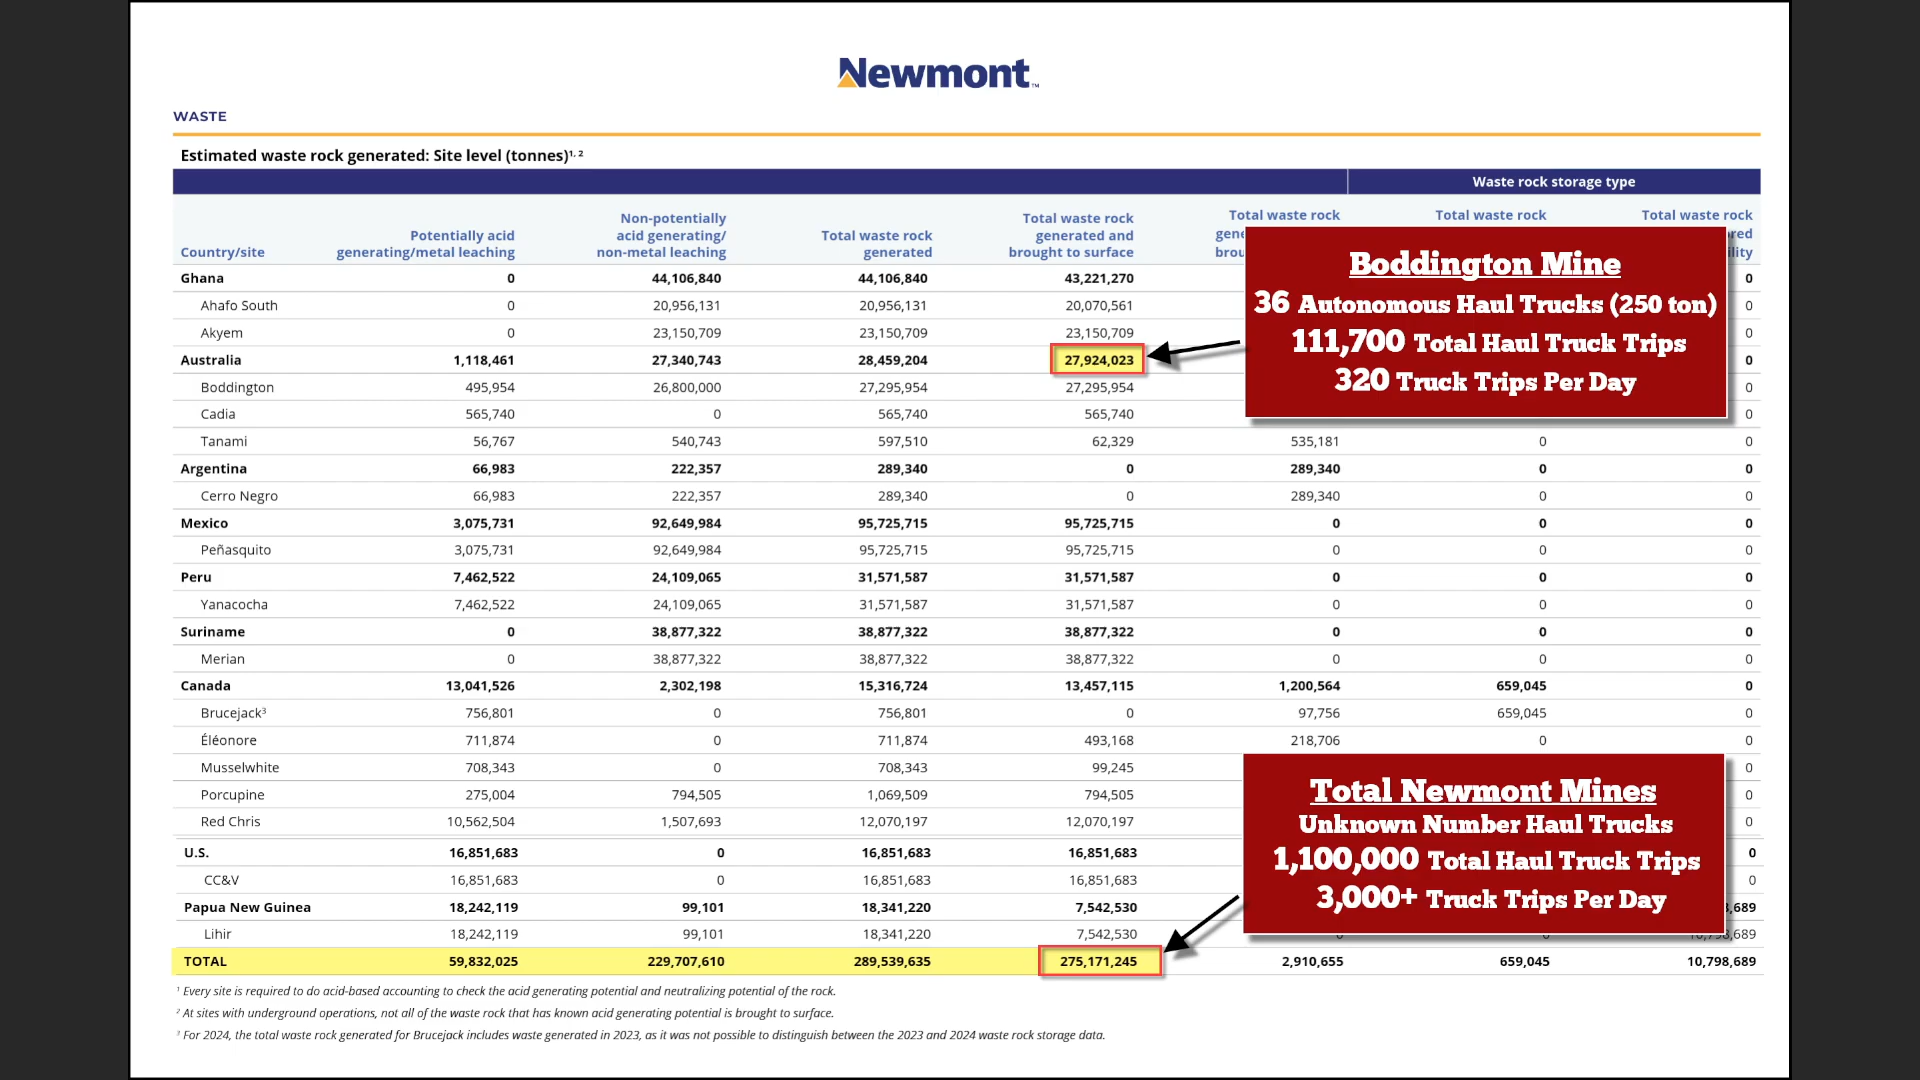 Newmont™
WASTE
Estimated waste rock generated: Site level (tonnes)¹, ²
Waste rock storage type
Country/site Potentially acid generating/metal leaching Non-potentially acid generating/ non-metal leaching Total waste rock generated Total waste rock generated and brought to surface Total waste rock Total waste rock Total waste rock
Ghana 0 44,106,840 44,106,840 43,221,270 0
Ahafo South 0 20,956,131 20,956,131 20,070,561 0
Akyem 0 23,150,709 23,150,709 23,150,709 0
Australia 1,118,461 27,340,743 28,459,204 27,924,023 0
Boddington 495,954 26,800,000 27,295,954 27,295,954 0
Cadia 565,740 0 565,740 565,740 0
Tanami 56,767 540,743 597,510 62,329 535,181 0 0
Argentina 66,983 222,357 289,340 0 289,340 0 0
Cerro Negro 66,983 222,357 289,340 0 289,340 0 0
Mexico 3,075,731 92,649,984 95,725,715 95,725,715 0 0 0
Peñasquito 3,075,731 92,649,984 95,725,715 95,725,715 0 0 0
Peru 7,462,522 24,109,065 31,571,587 31,571,587 0 0 0
Yanacocha 7,462,522 24,109,065 31,571,587 31,571,587 0 0 0
Suriname 0 38,877,322 38,877,322 38,877,322 0 0 0
Merian 0 38,877,322 38,877,322 38,877,322 0 0 0
Canada 13,041,526 2,302,198 15,316,724 13,457,115 1,200,564 659,045 0
Brucejack³ 756,801 0 756,801 0 97,756 659,045 0
Éléonore 711,874 0 711,874 493,168 218,706 0 0
Musselwhite 708,343 0 708,343 99,245 0
Porcupine 275,004 794,505 1,069,509 794,505 0
Red Chris 10,562,504 1,507,693 12,070,197 12,070,197 0
U.S. 16,851,683 0 16,851,683 16,851,683 0
CC&V 16,851,683 0 16,851,683 16,851,683 0
Papua New Guinea 18,242,119 99,101 18,341,220 7,542,530
Lihir 18,242,119 99,101 18,341,220 7,542,530
TOTAL 59,832,025 229,707,610 289,539,635 275,171,245 2,910,655 659,045 10,798,689
Boddington Mine
36 Autonomous Haul Trucks (250 ton)
111,700 Total Haul Truck Trips
320 Truck Trips Per Day
Total Newmont Mines
Unknown Number Haul Trucks
1,100,000 Total Haul Truck Trips
3,000+ Truck Trips Per Day
¹ Every site is required to do acid-based accounting to check the acid generating potential and neutralizing potential of the rock.
² At sites with underground operations, not all of the waste rock that has known acid generating potential is brought to surface.
³ For 2024, the total waste rock generated for Brucejack includes waste generated in 2023, as it was not possible to distinguish between the 2023 and 2024 waste rock storage data.